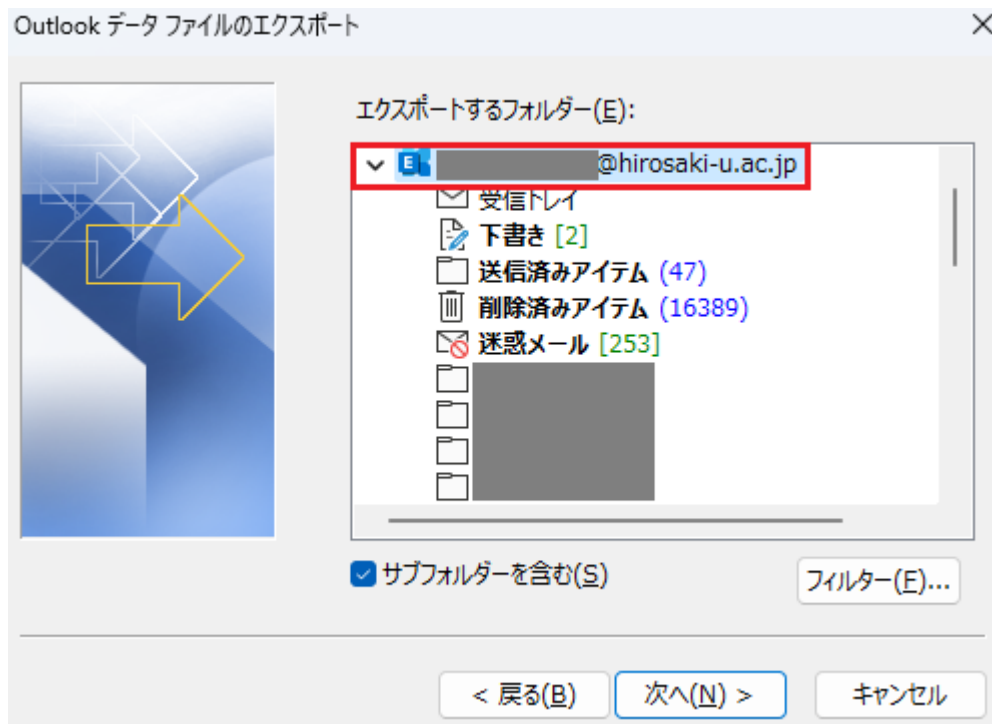 Outlook データ ファイルのエクスポート
エクスポートするフォルダー(E):
@hirosaki-u.ac.jp
受信トレイ
下書き [2]
送信済みアイテム (47)
削除済みアイテム (16389)
迷惑メール [253]
サブフォルダーを含む(S)
フィルター(F)...
< 戻る(B)
次へ(N) >
キャンセル